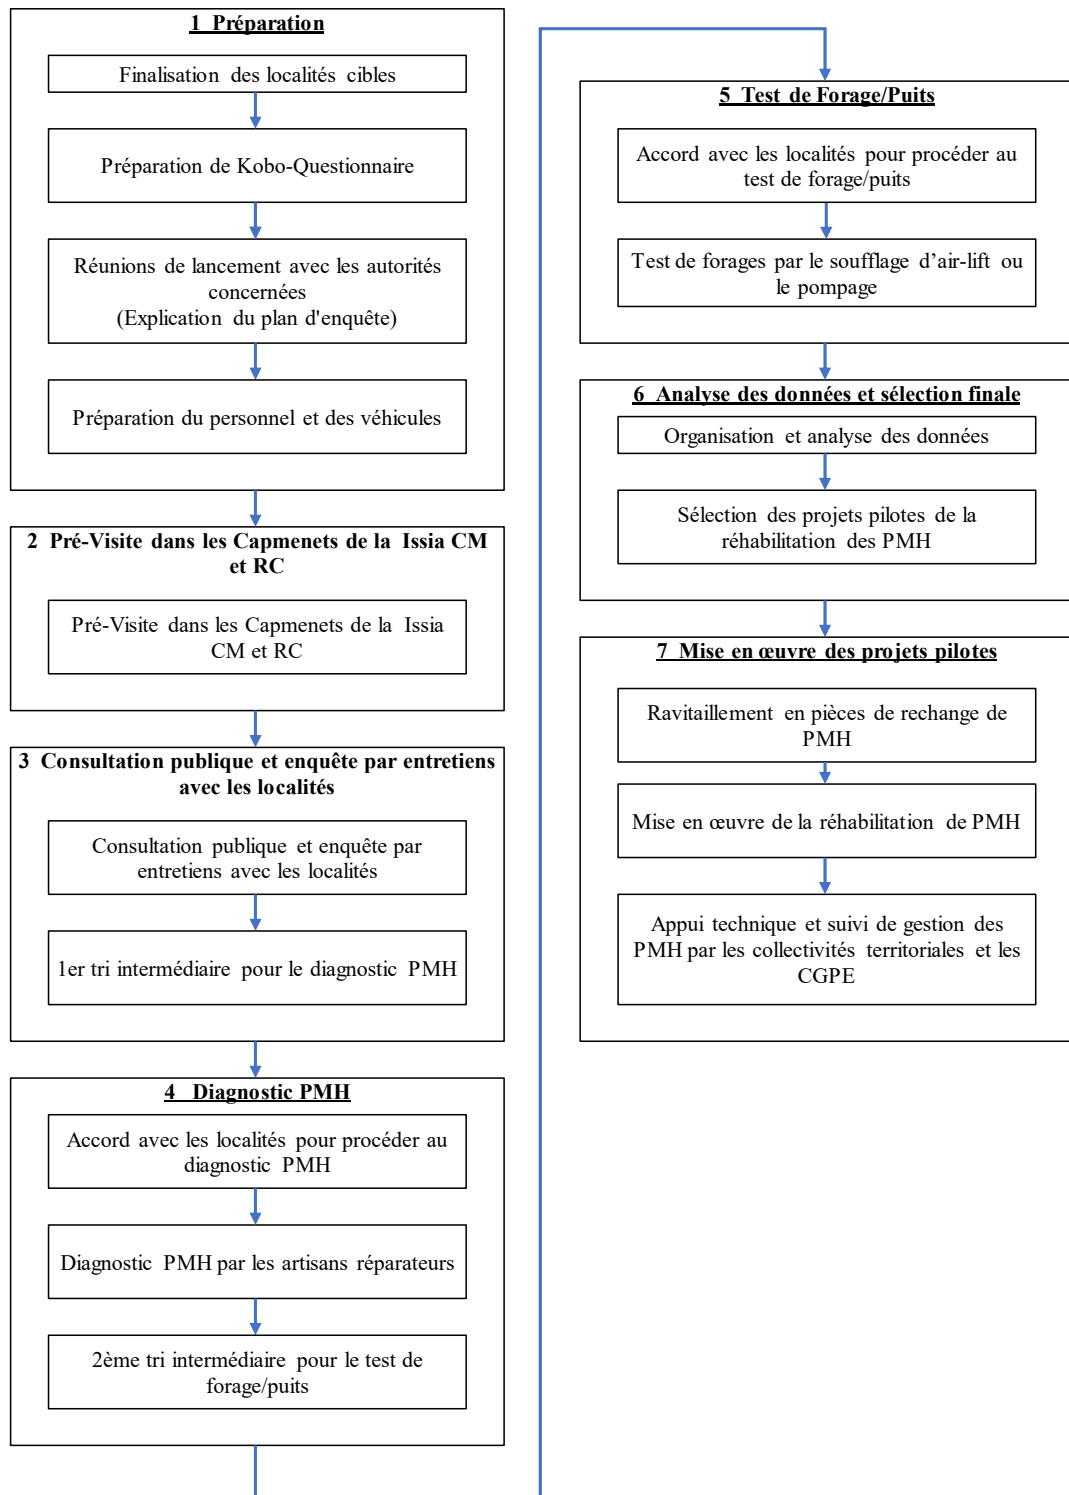 1 Préparation
Finalisation des localités cibles
Préparation de Kobo-Questionnaire
Réunions de lancement avec les autorités
concernées
(Explication du plan d'enquête)
Préparation du personnel et des véhicules
2 Pré-Visite dans les Capmenets de la Issia CM
et RC
Pré-Visite dans les Capmenets de la Issia
CM et RC
3 Consultation publique et enquête par entretiens
avec les localités
Consultation publique et enquête par
entretiens avec les localités
1er tri intermédiaire pour le diagnostic PMH
4 Diagnostic PMH
Accord avec les localités pour procéder au
diagnostic PMH
Diagnostic PMH par les artisans réparateurs
2ème tri intermédiaire pour le test de
forage/puits
5 Test de Forage/Puits
Accord avec les localités pour procéder au
test de forage/puits
Test de forages par le soufflage d’air-lift ou
le pompage
6 Analyse des données et sélection finale
Organisation et analyse des données
Sélection des projets pilotes de la
réhabilitation des PMH
7 Mise en œuvre des projets pilotes
Ravitaillement en pièces de rechange de
PMH
Mise en œuvre de la réhabilitation de PMH
Appui technique et suivi de gestion des
PMH par les collectivités territoriales et les
CGPE